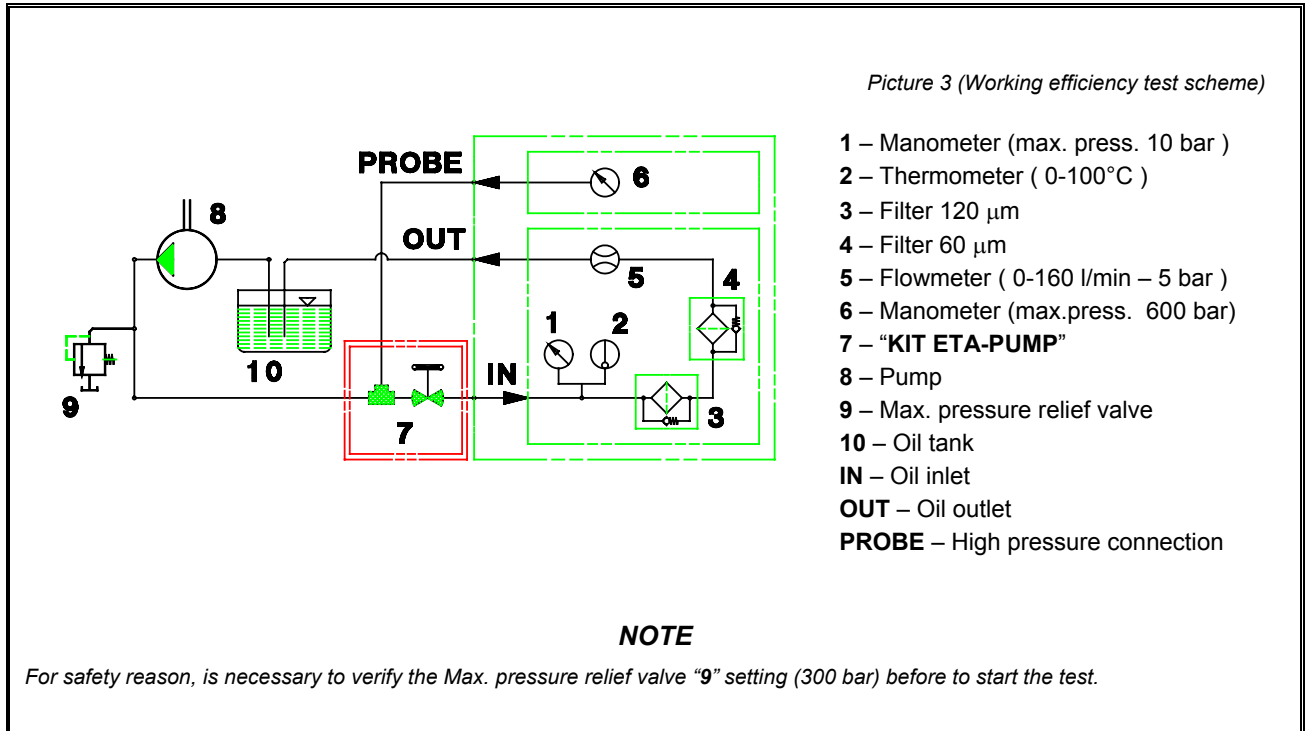 Picture 3 (Working efficiency test scheme)
PROBE
6
8
OUT
5
4
1
2
10
IN
9
7
3
1 – Manometer (max. press. 10 bar )
2 – Thermometer ( 0-100°C )
3 – Filter 120 μm
4 – Filter 60 μm
5 – Flowmeter ( 0-160 l/min – 5 bar )
6 – Manometer (max.press. 600 bar)
7 – “KIT ETA-PUMP”
8 – Pump
9 – Max. pressure relief valve
10 – Oil tank
IN – Oil inlet
OUT – Oil outlet
PROBE – High pressure connection
NOTE
For safety reason, is necessary to verify the Max. pressure relief valve “9” setting (300 bar) before to start the test.